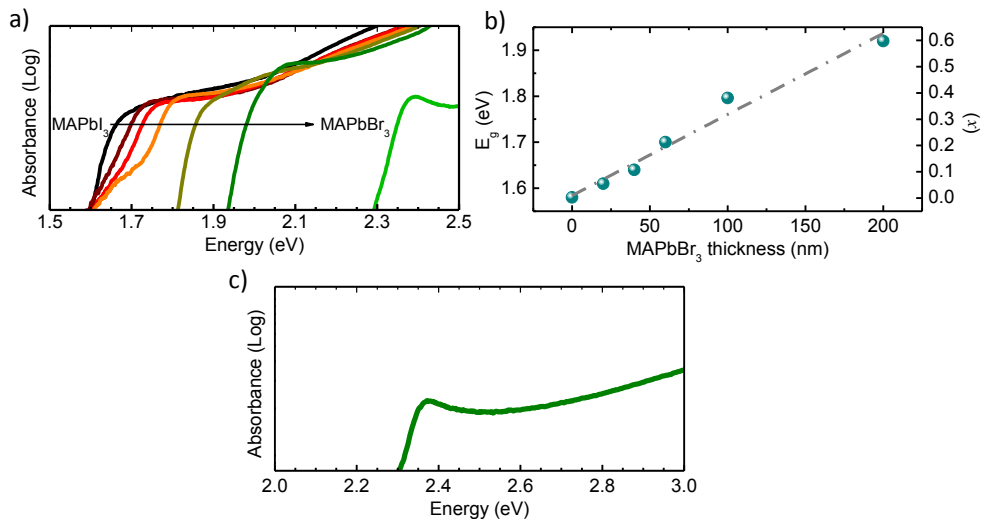 a)
Absorbance (Log)
MAPbI₃
MAPbBr₃
1.5 1.7 1.9 2.1 2.3 2.5
Energy (eV)
b)
E_g (eV)
1.9
1.8
1.7
1.6
0.6
0.5
0.4
0.3
0.2
0.1
0.0
(x)
0 50 100 150 200
MAPbBr₃ thickness (nm)
c)
Absorbance (Log)
2.0 2.2 2.4 2.6 2.8 3.0
Energy (eV)